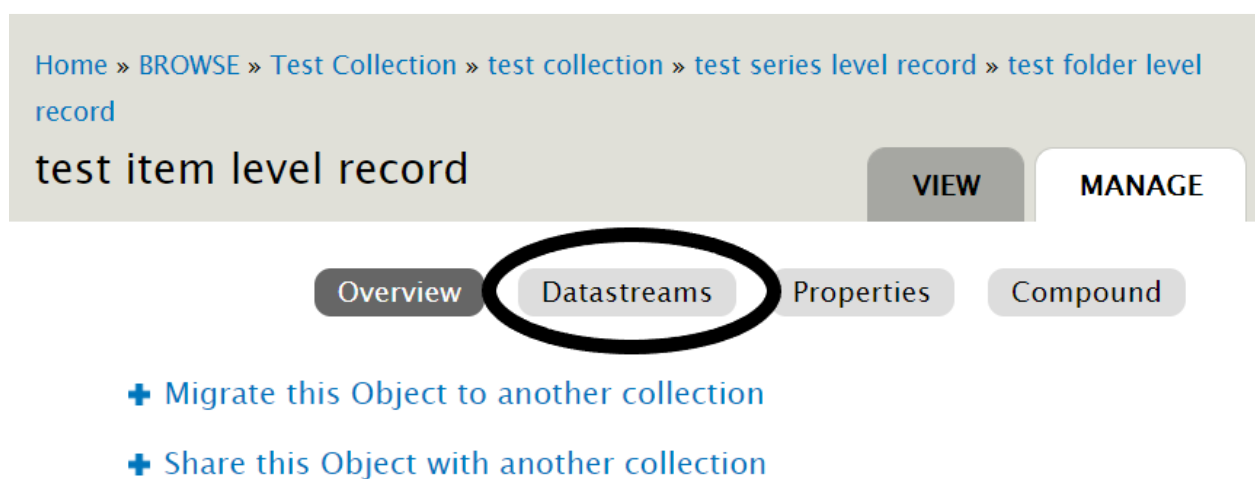 Home » BROWSE » Test Collection » test collection » test series level record » test folder level
record
test item level record
VIEW MANAGE
Overview Datastreams Properties Compound
Migrate this Object to another collection
Share this Object with another collection